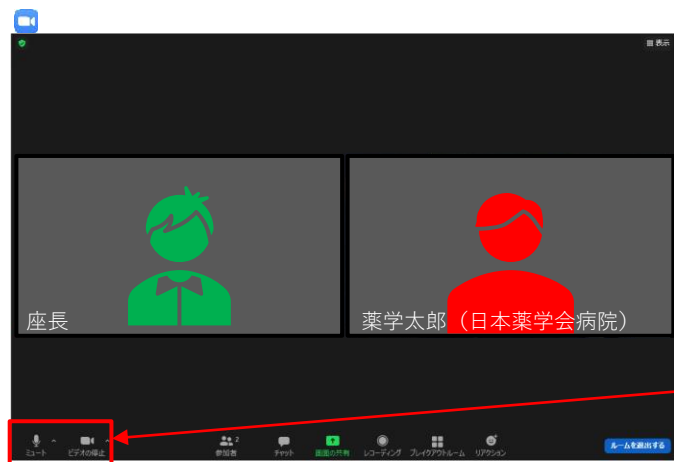 表示
座長
薬学太郎（日本薬学会病院）
ミュート
ビデオの停止
参加者
2
チャット
画面の共有
レコーディング
ブレイクアウトルーム
リアクション
ルームを退出する